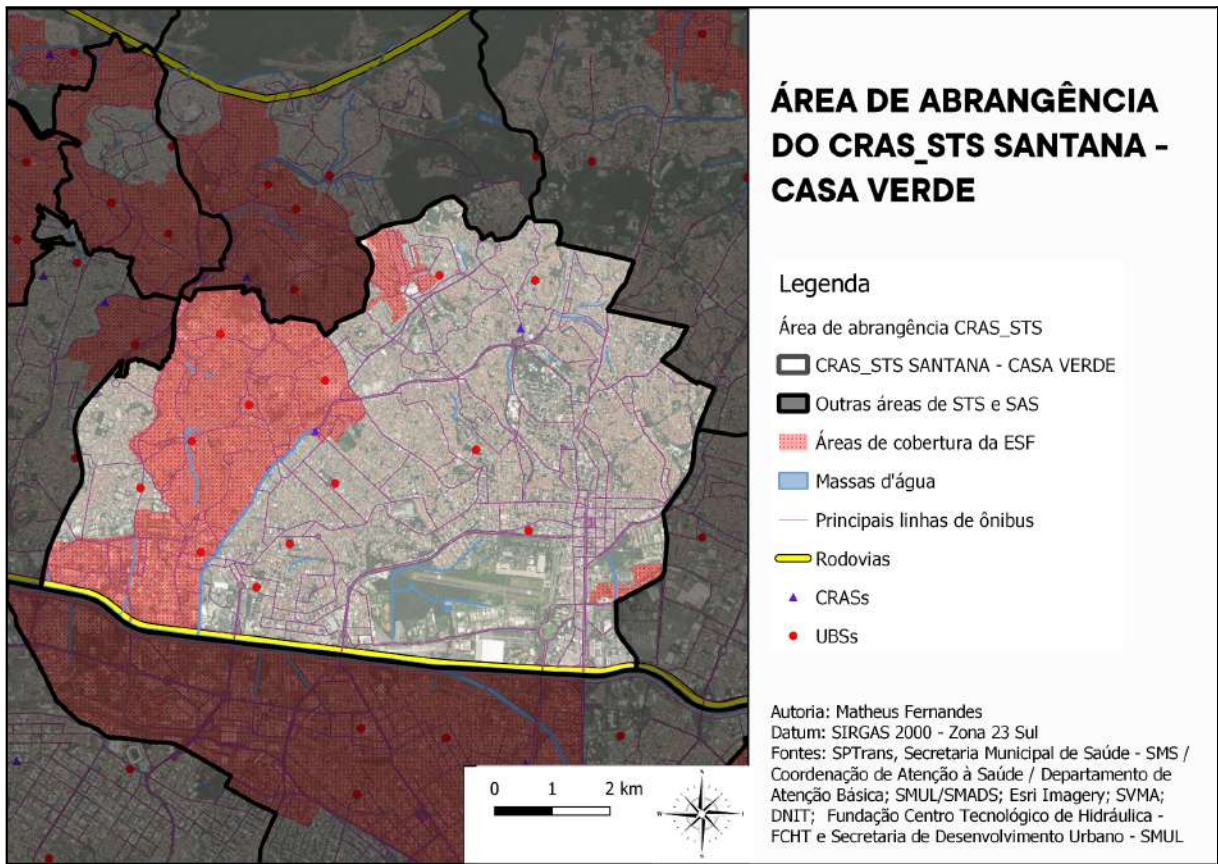 ÁREA DE ABRANGÊNCIA
DO CRAS_STS SANTANA -
CASA VERDE
Legenda
Área de abrangência CRAS_STS
CRAS_STS SANTANA - CASA VERDE
Outras áreas de STS e SAS
Áreas de cobertura da ESF
Massas d'água
Principais linhas de ônibus
Rodovias
CRASs
UBSs
Autoria: Matheus Fernandes
Datum: SIRGAS 2000 - Zona 23 Sul
Fontes: SPTrans, Secretaria Municipal de Saúde - SMS /
Coordenação de Atenção à Saúde / Departamento de
Atenção Básica; SMUL/SMADS; Esri Imagery; SVMA;
DNIT; Fundação Centro Tecnológico de Hidráulica -
FCHT e Secretaria de Desenvolvimento Urbano - SMUL
0 1 2 km
N
W E
S